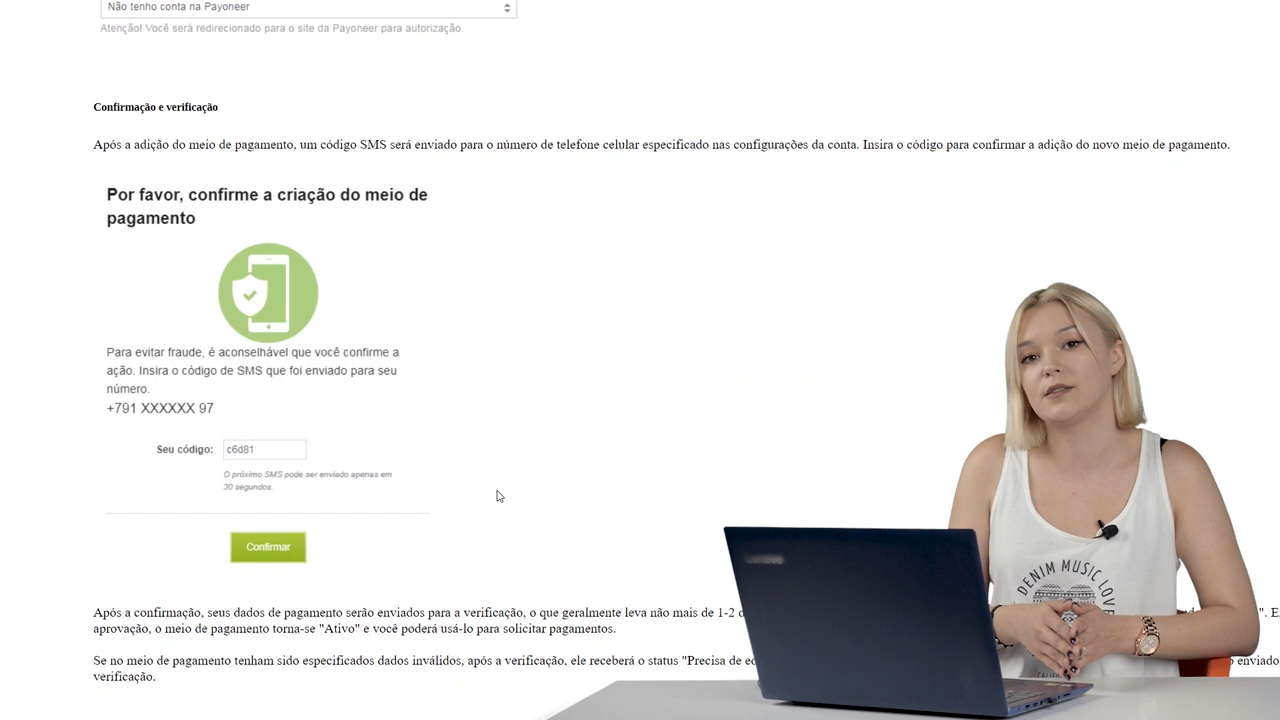 Não tenho conta na Payoneer
Atenção! Você será redirecionado para o site da Payoneer para autorização.
Confirmação e verificação
Após a adição do meio de pagamento, um código SMS será enviado para o número de telefone celular especificado nas configurações da conta. Insira o código para confirmar a adição do novo meio de pagamento.
Por favor, confirme a criação do meio de
pagamento
Para evitar fraude, é aconselhável que você confirme a
ação. Insira o código de SMS que foi enviado para seu
número.
+791 XXXXXX 97
Seu código: c6d81
O próximo SMS pode ser enviado apenas em
30 segundos.
Confirmar
Após a confirmação, seus dados de pagamento serão enviados para a verificação, o que geralmente leva não mais de 1-2
aprovação, o meio de pagamento torna-se "Ativo" e você poderá usá-lo para solicitar pagamentos.
Se no meio de pagamento tenham sido especificados dados inválidos, após a verificação, ele receberá o status "Precisa de enviado
verificação.
Lenovo
DENIM MUSIC LOVE